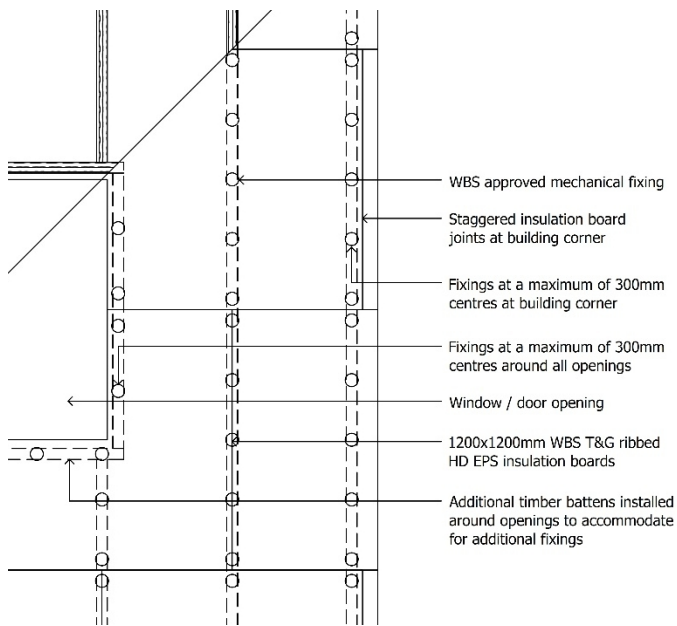 WBS approved mechanical fixing
Staggered insulation board
joints at building corner
Fixings at a maximum of 300mm
centres at building corner
Fixings at a maximum of 300mm
centres around all openings
Window / door opening
1200x1200mm WBS T&G ribbed
HD EPS insulation boards
Additional timber battens installed
around openings to accommodate
for additional fixings